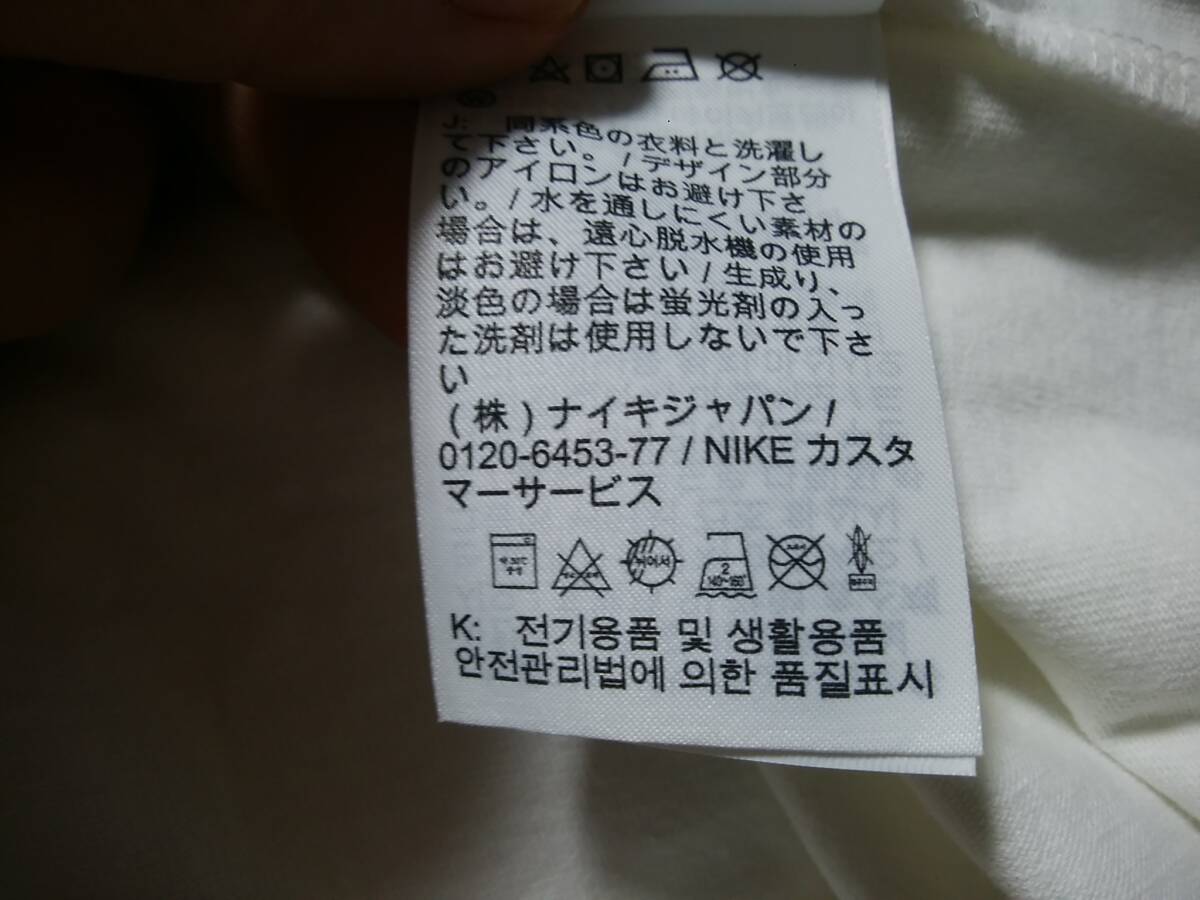 J: 同系色の衣料と洗濯し
て下さい。/ デザイン部分
のアイロンはお避け下さ
い。/ 水を通しにくい素材の
場合は、遠心脱水機の使用
はお避け下さい / 生成り、
淡色の場合は蛍光剤の入っ
た洗剤は使用しないで下さ
い
(株)ナイキジャパン /
0120-6453-77 / NIKE カスタ
マーサービス
뉘어서 2
140~160°
K: 전기용품 및 생활용품
안전관리법에 의한 품질표시